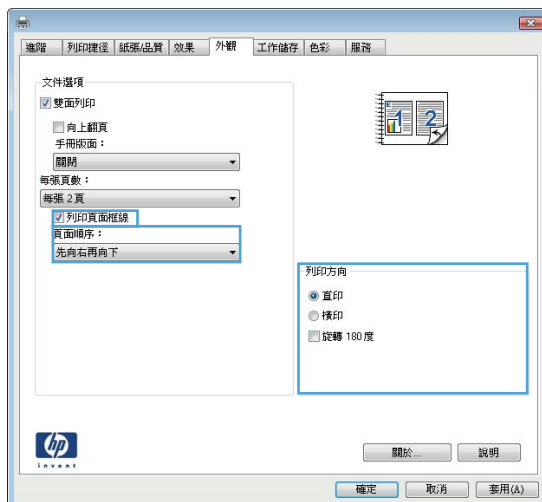 進階 列印捷徑 紙張/品質 效果 外觀 工作儲存 色彩 服務
文件選項
雙面列印
向上翻頁
手冊版面：
關閉
每張頁數：
每張 2 頁
列印頁面框線
頁面順序：
先向右再向下
1 2
列印方向
直印
橫印
旋轉 180 度
hp
invent
關於... 說明
確定 取消 套用(A)